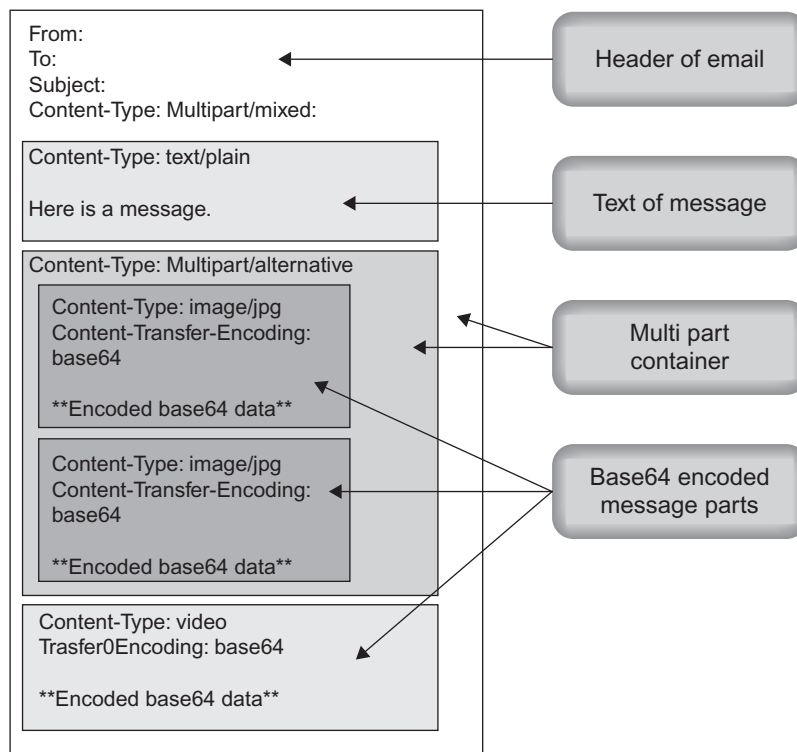 From:
To:
Subject:
Content-Type: Multipart/mixed:
Header of email
Content-Type: text/plain
Here is a message.
Text of message
Content-Type: Multipart/alternative
Content-Type: image/jpg
Content-Transfer-Encoding:
base64
**Encoded base64 data**
Multi part
container
Content-Type: image/jpg
Content-Transfer-Encoding:
base64
**Encoded base64 data**
Base64 encoded
message parts
Content-Type: video
Trasfer0Encoding: base64
**Encoded base64 data**